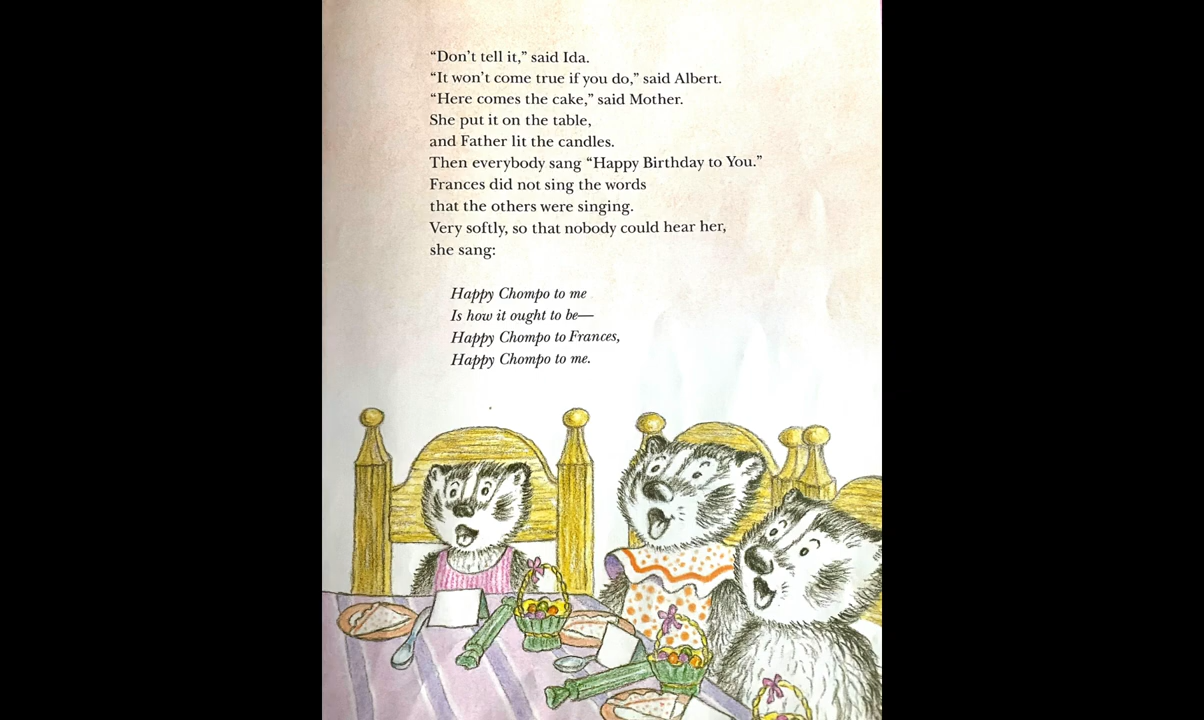 “Don’t tell it,” said Ida.
“It won’t come true if you do,” said Albert.
“Here comes the cake,” said Mother.
She put it on the table,
and Father lit the candles.
Then everybody sang “Happy Birthday to You.”
Frances did not sing the words
that the others were singing.
Very softly, so that nobody could hear her,
she sang:
Happy Chompo to me
Is how it ought to be—
Happy Chompo to Frances,
Happy Chompo to me.